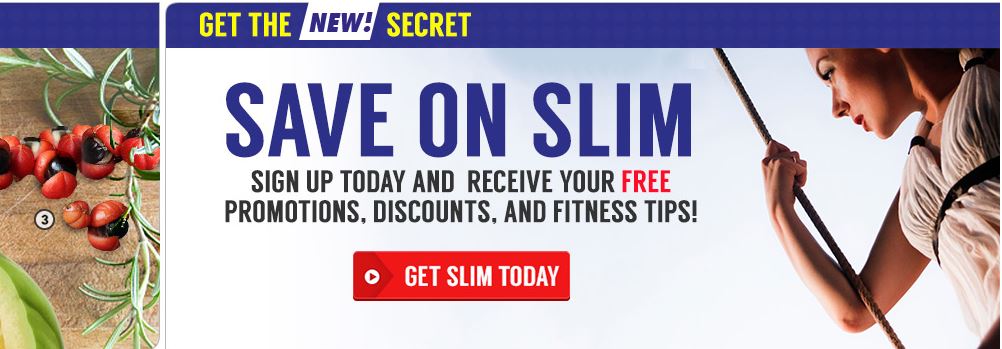 GET THE NEW! SECRET
SAVE ON SLIM
SIGN UP TODAY AND RECEIVE YOUR FREE
PROMOTIONS, DISCOUNTS, AND FITNESS TIPS!
3
GET SLIM TODAY